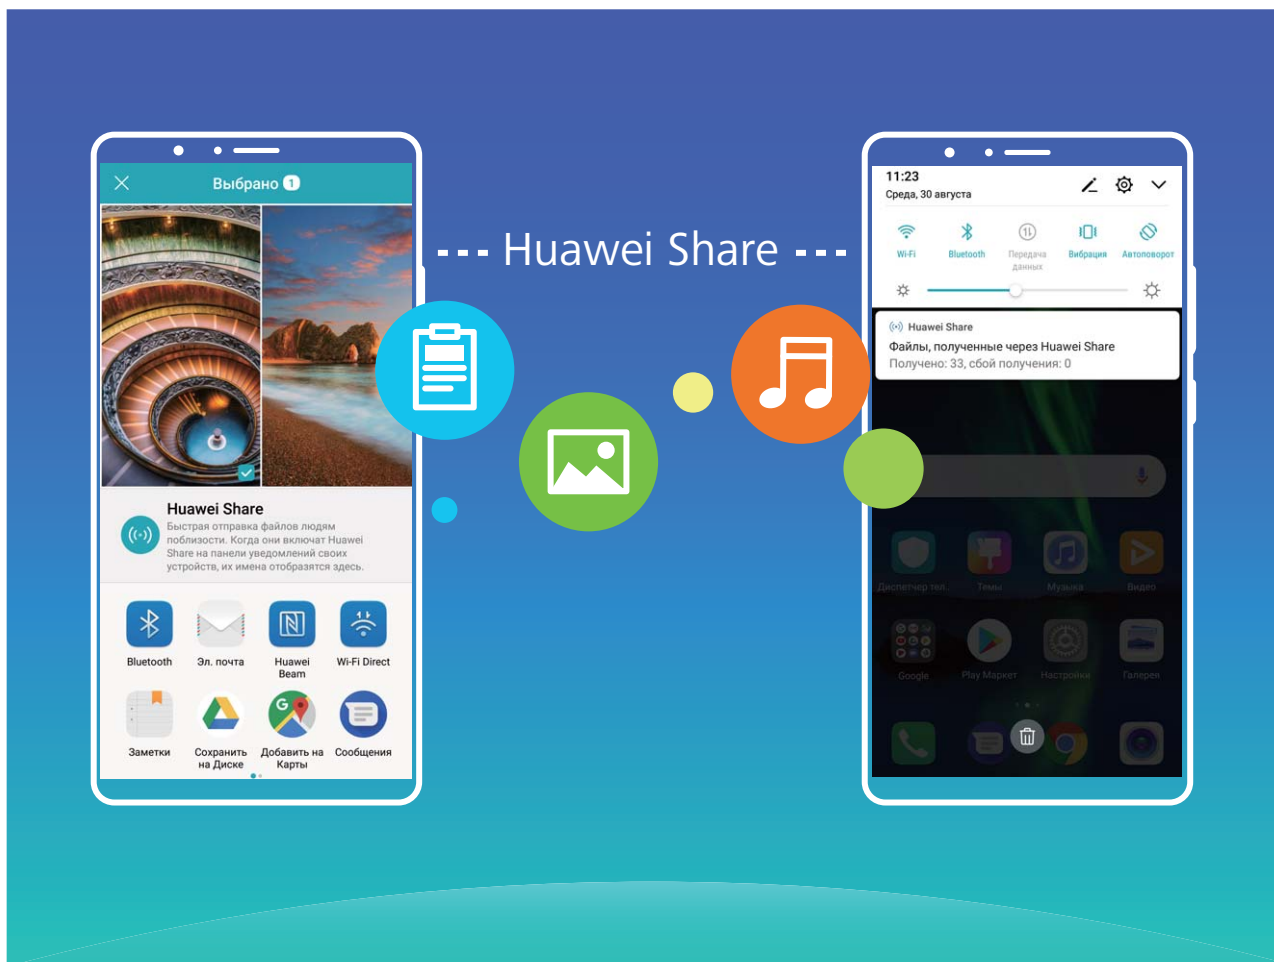 Huawei Share
Выбрано 1
Huawei Share
Быстрая отправка файлов людям
поблизости. Когда они включат Huawei
Share на панели уведомлений своих
устройств, их имена отобразятся здесь.
Bluetooth
Эл. почта
Huawei
Beam
Wi-Fi Direct
Заметки
Сохранить
на Диске
Добавить на
Карты
Сообщения
11:23
Среда, 30 августа
Wi-Fi
Bluetooth
Передача
данных
Вибрация
Автоповорот
Huawei Share
Файлы, полученные через Huawei Share
Получено: 33, сбой получения: 0
Диспетчер тел..
Темы
Музыка
Видео
Google
Play Маркет
Настройки
Галерея